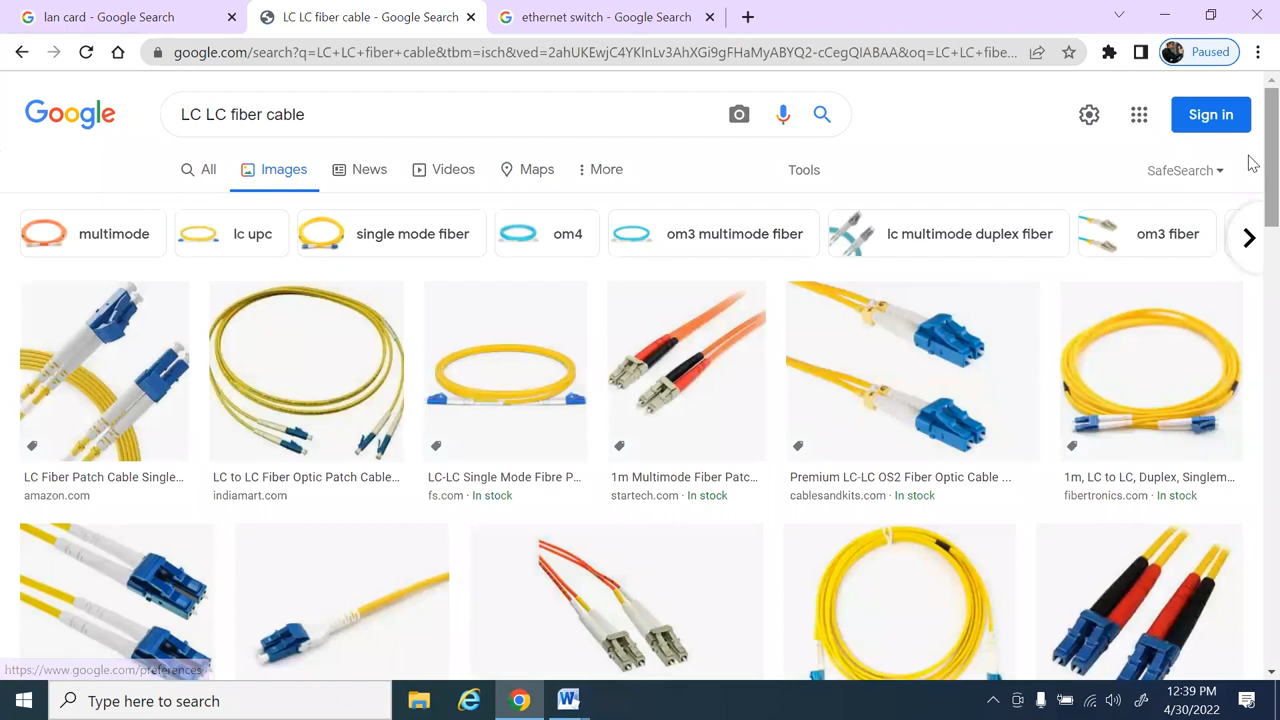 lan card - Google Search
LC LC fiber cable - Google Search
ethernet switch - Google Search
google.com/search?q=LC+LC+fiber+cable&tbm=isch&ved=2ahUKEwjC4YKInLv3AhXGi9gFHaMyABYQ2-cCegQIABAA&oq=LC+LC+fibe...
Paused
Google
LC LC fiber cable
Sign in
All
Images
News
Videos
Maps
More
Tools
SafeSearch
multimode
lc upc
single mode fiber
om4
om3 multimode fiber
lc multimode duplex fiber
om3 fiber
LC Fiber Patch Cable Single...
amazon.com
LC to LC Fiber Optic Patch Cable...
indiamart.com
LC-LC Single Mode Fibre P...
fs.com · In stock
1m Multimode Fiber Patc...
startech.com · In stock
Premium LC-LC OS2 Fiber Optic Cable ...
cablesandkits.com · In stock
1m, LC to LC, Duplex, Singlem...
fibertronics.com · In stock
https://www.google.com/preferences
Type here to search
12:39 PM
4/30/2022